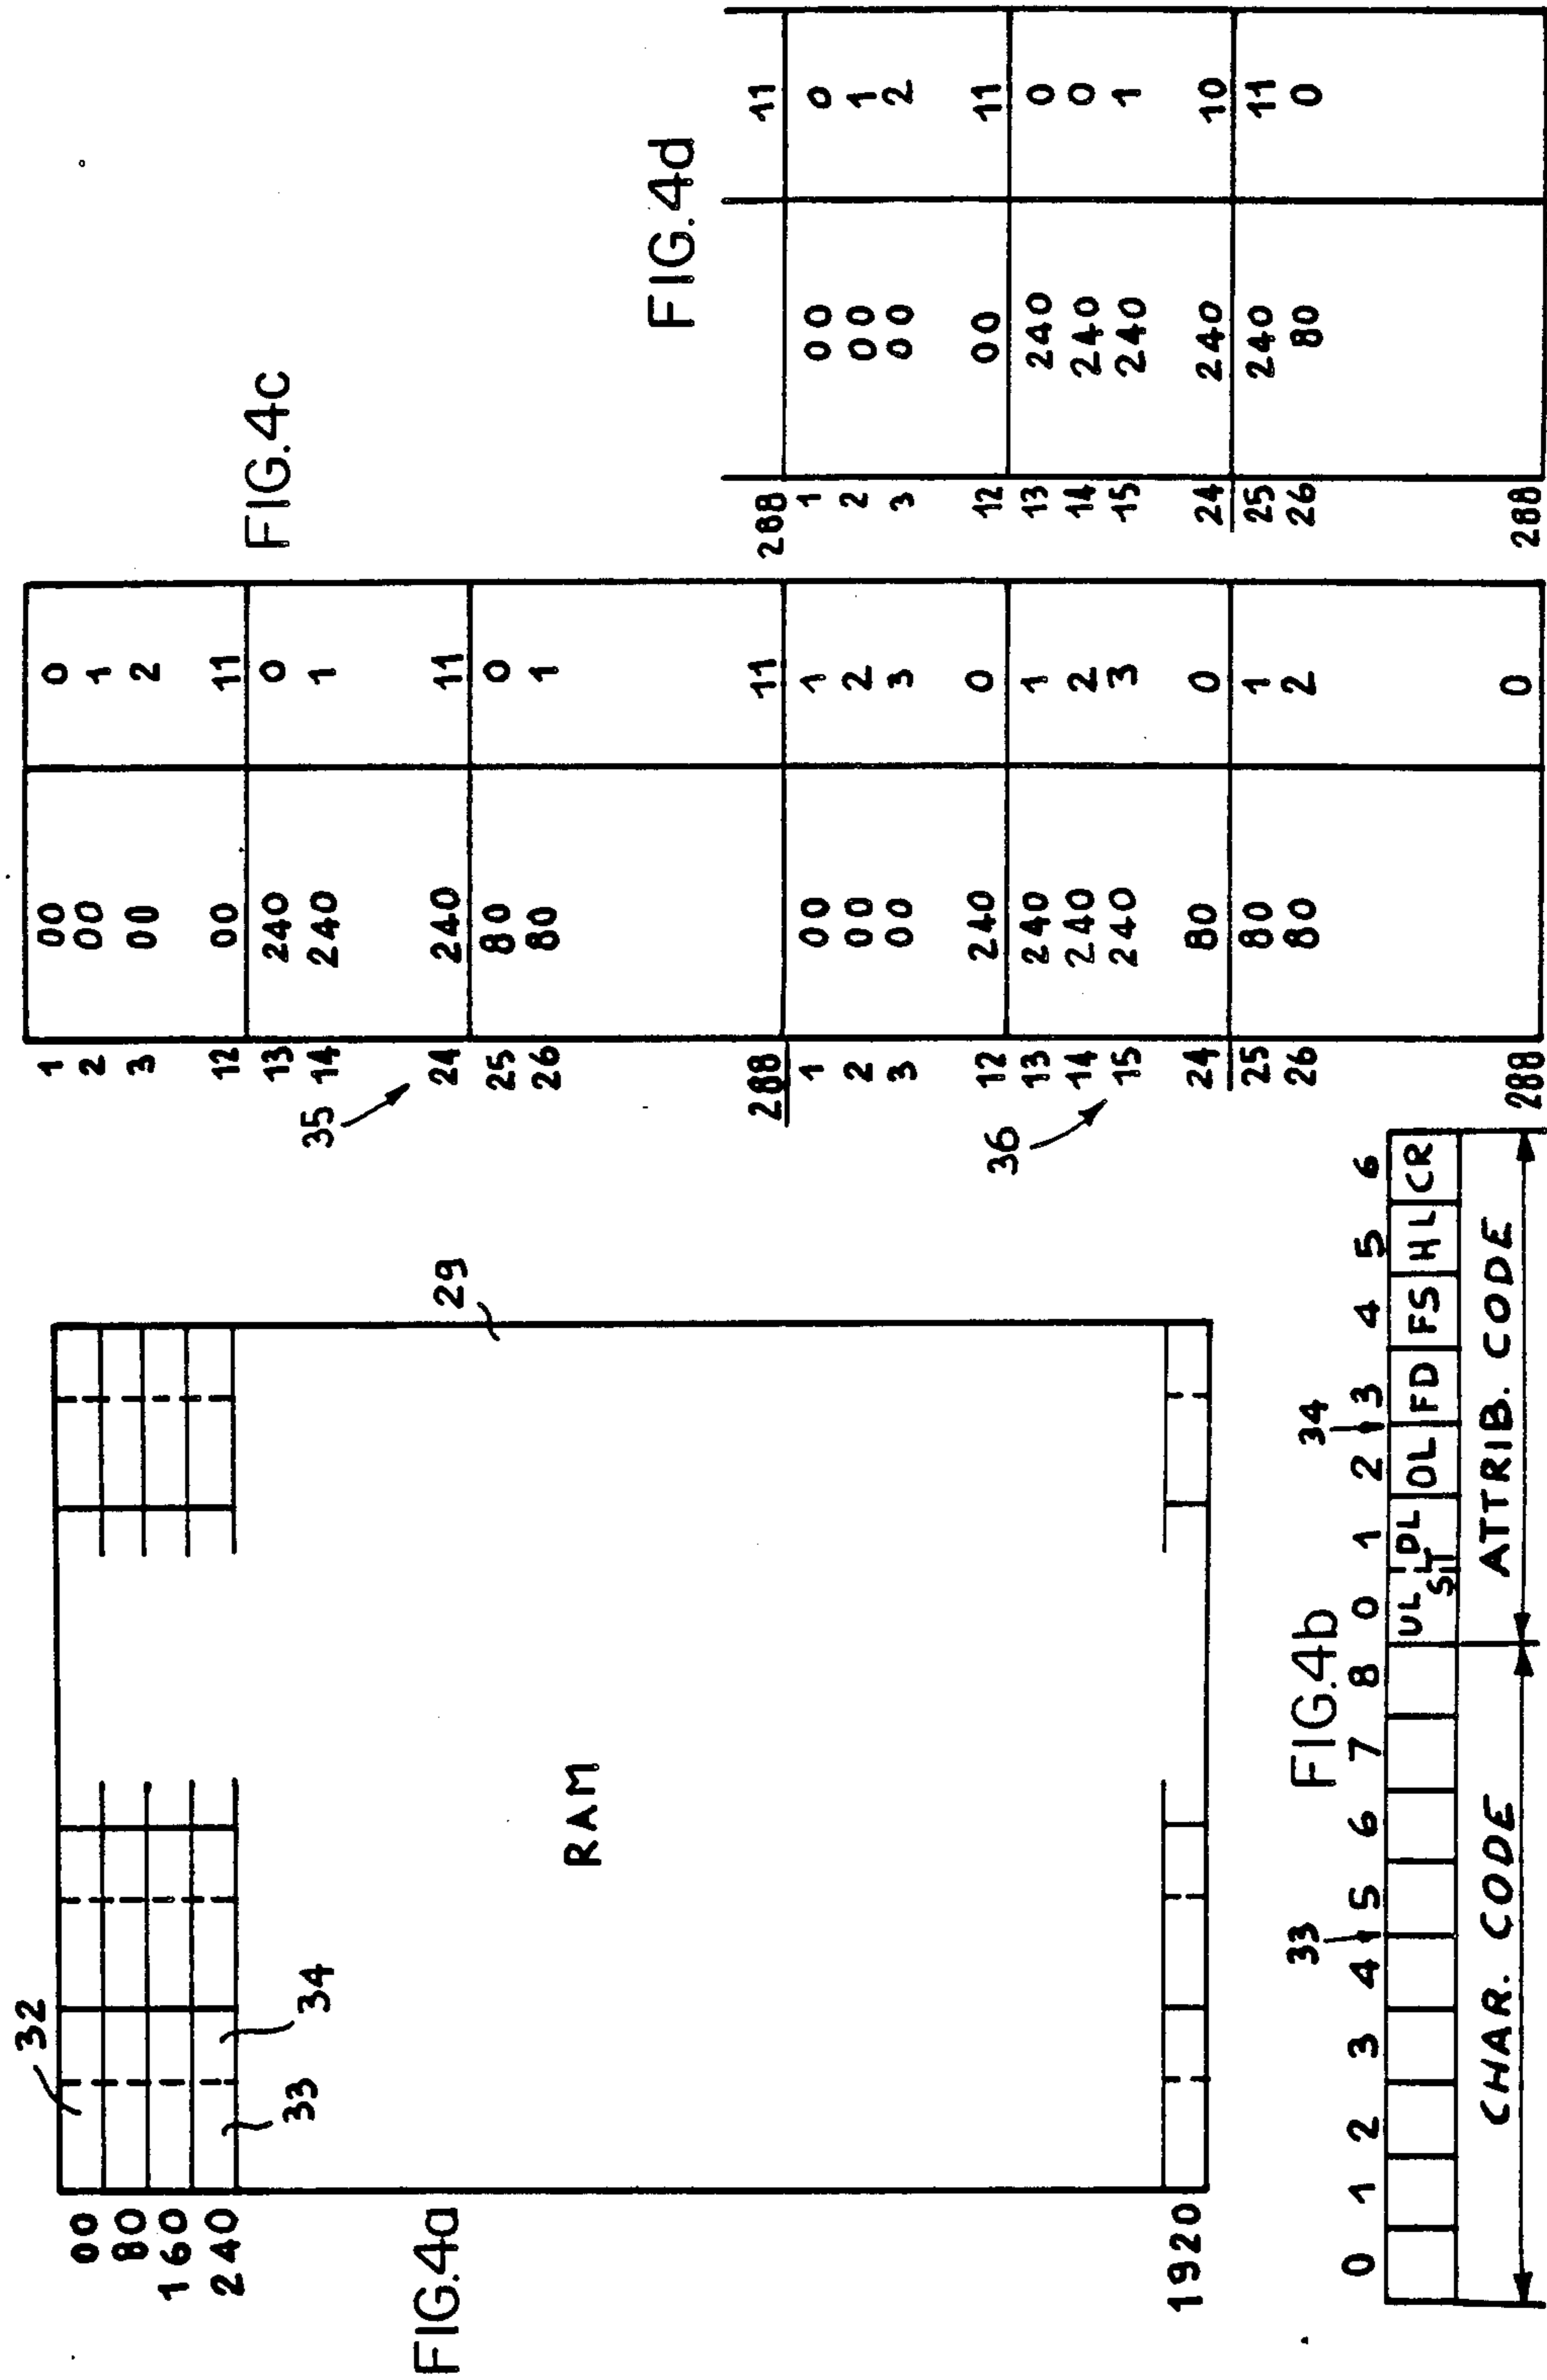 FIG.4a
32
00
80
160
240
33
34
RAM
29
1920
FIG.4b
33
34
0 1 2 3 4 5 6 7 8 0 1 2 3 4 5 6
UL ST DL OL FD FS HL CR
CHAR. CODE
ATTRIB. CODE
FIG.4c
1 00 0
2 00 1
3 00 2
12 00 11
13 240 0
14 240 1
35
24 240 11
25 80 0
26 80 1
288 11
1 00 1
2 00 2
3 00 3
12 240 0
13 240 1
14 240 2
15 240 3
36
24 80 0
25 80 1
26 80 2
288 0
FIG.4d
288 11
1 00 0
2 00 1
3 00 2
12 00 11
13 240 0
14 240 0
15 240 1
24 240 10
25 240 11
26 80 0
288